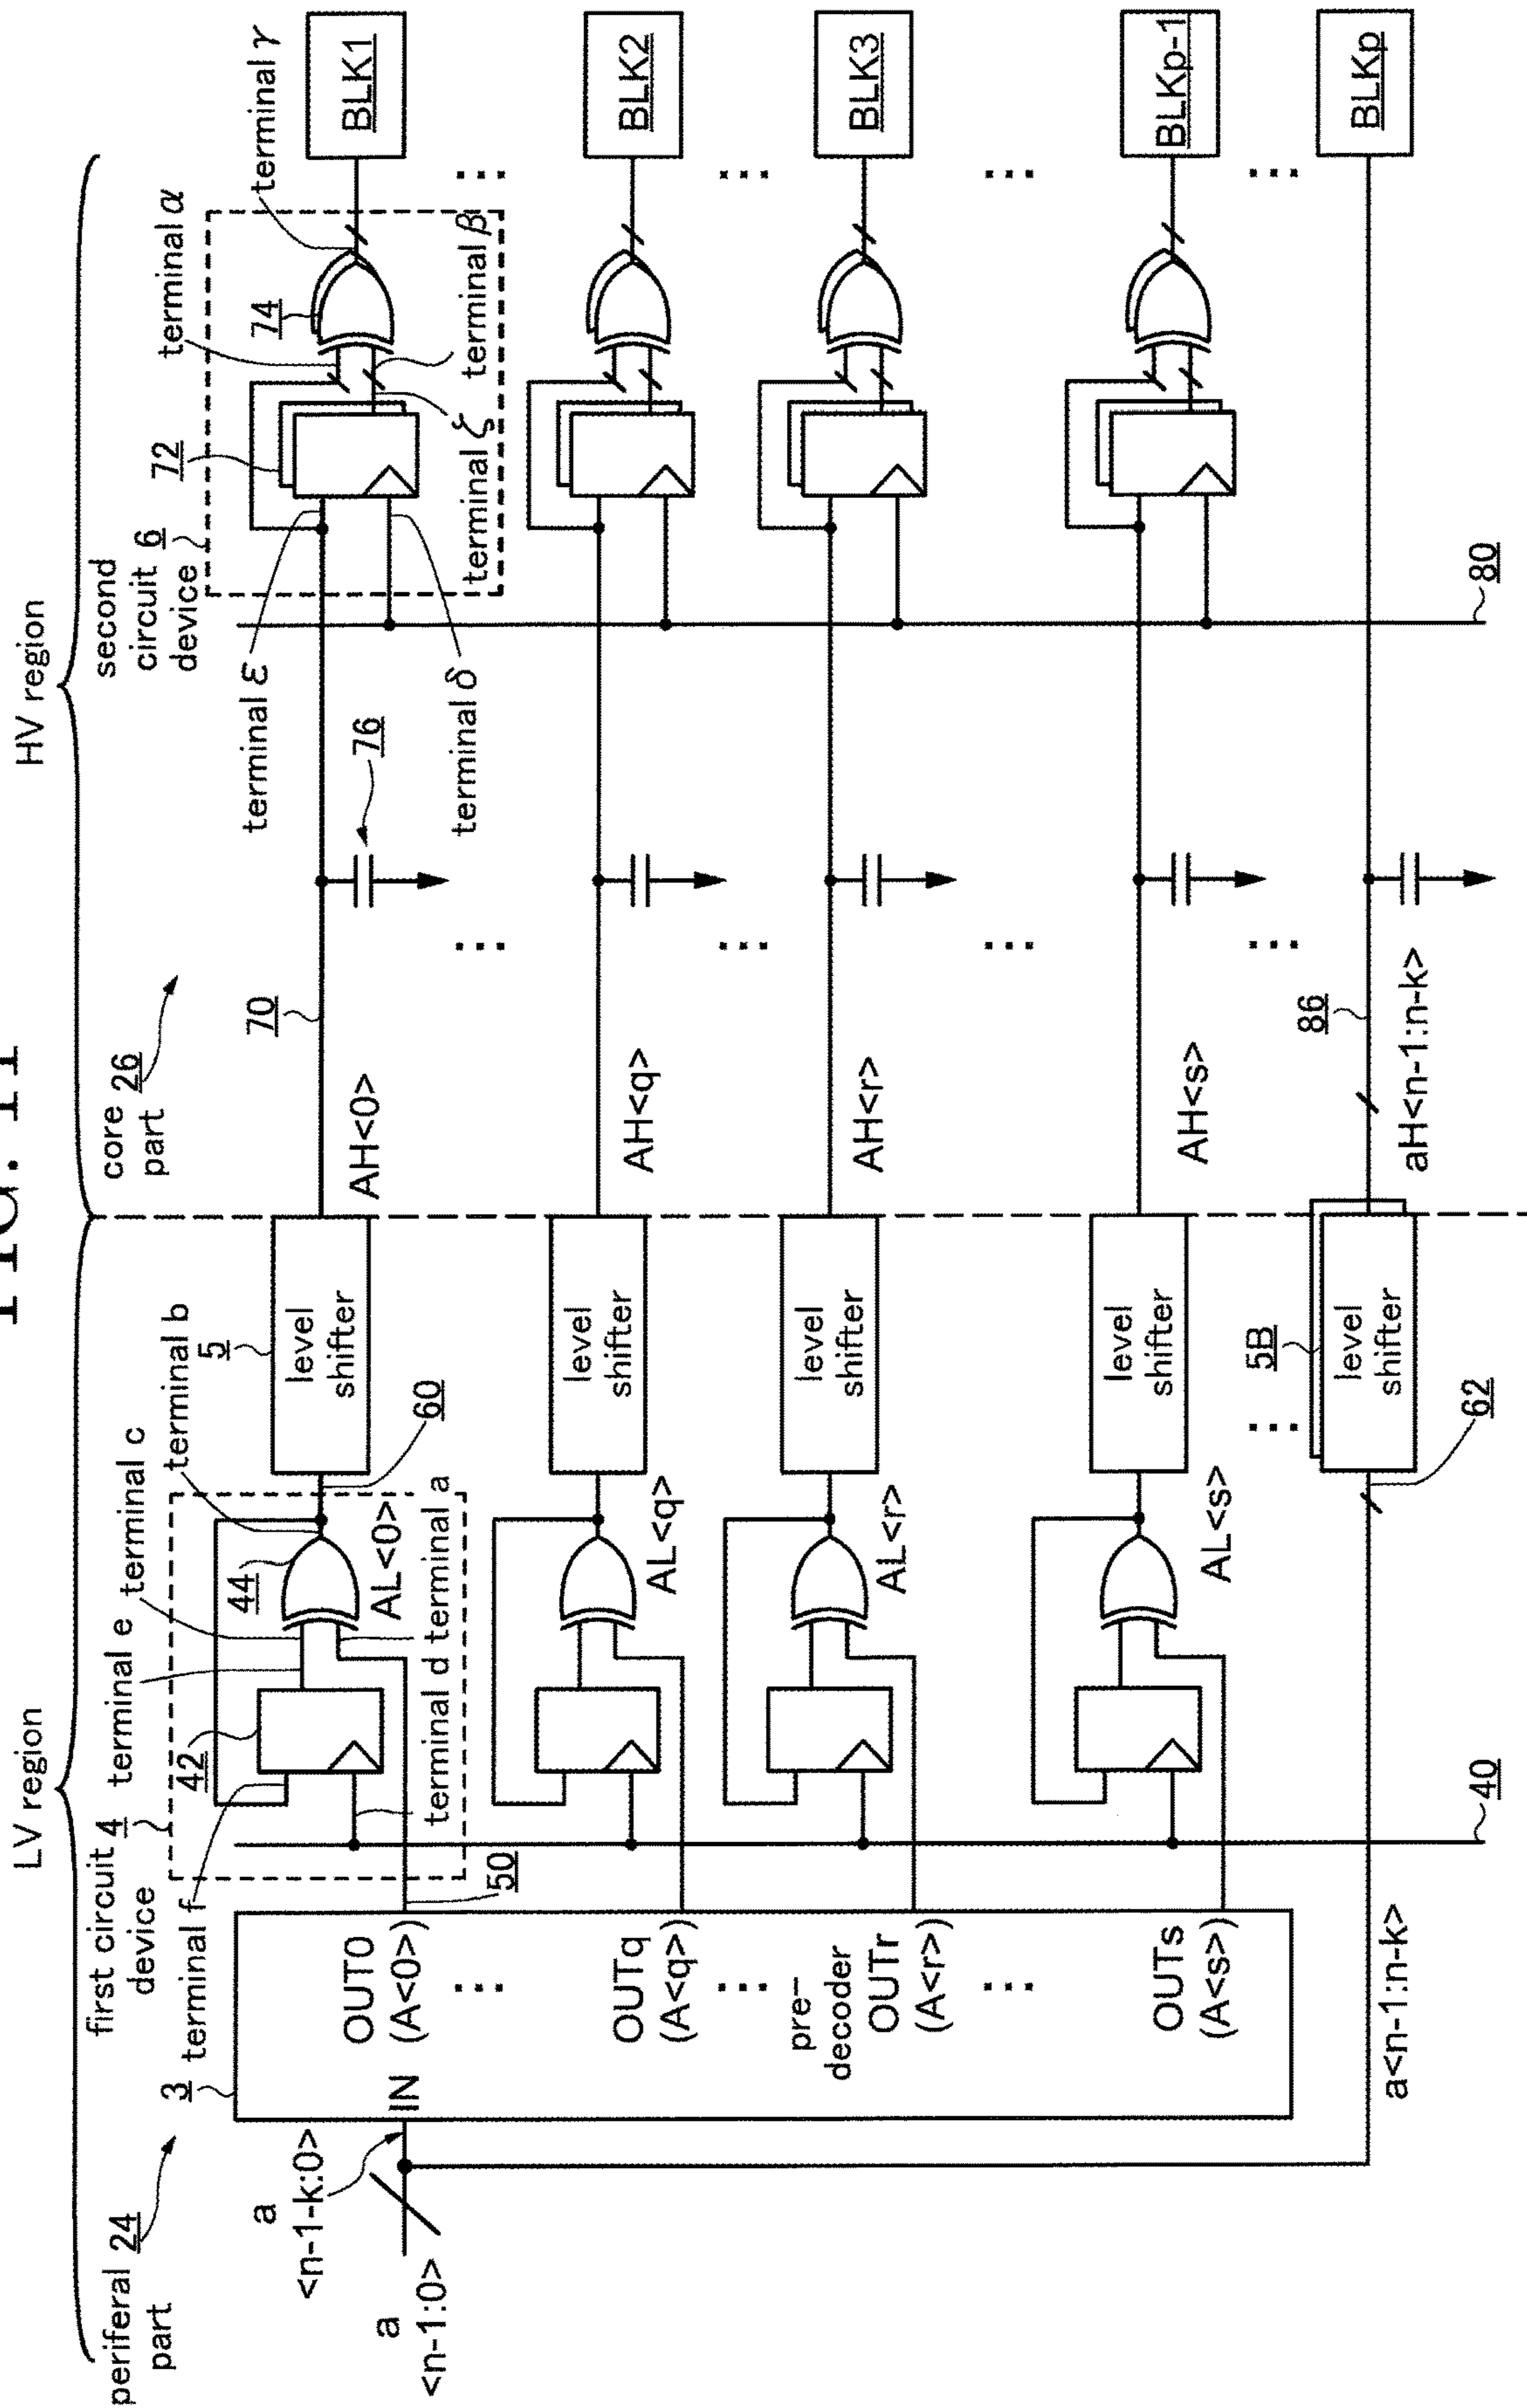 FIG. 11
LV region
HV region
periferal 24
part
core 26
part
first circuit 4
device
second
circuit 6
device
3
terminal f
42
terminal e
terminal c
terminal b
44
5
level
shifter
60
AL<0>
terminal d
terminal a
50
a
<n-1-k:0>
a
<n-1:0>
IN
OUT0
(A<0>)
OUTq
(A<q>)
pre-
decoder
OUTr
(A<r>)
OUTs
(A<s>)
AL<q>
level
shifter
AL<r>
level
shifter
AL<s>
level
shifter
40
a<n-1:n-k>
62
5B
level
shifter
AH<0>
70
76
terminal ε
terminal δ
72
terminal ζ
terminal α
74
terminal β
terminal γ
BLK1
AH<q>
BLK2
AH<r>
BLK3
AH<s>
BLKp-1
80
aH<n-1:n-k>
86
BLKp